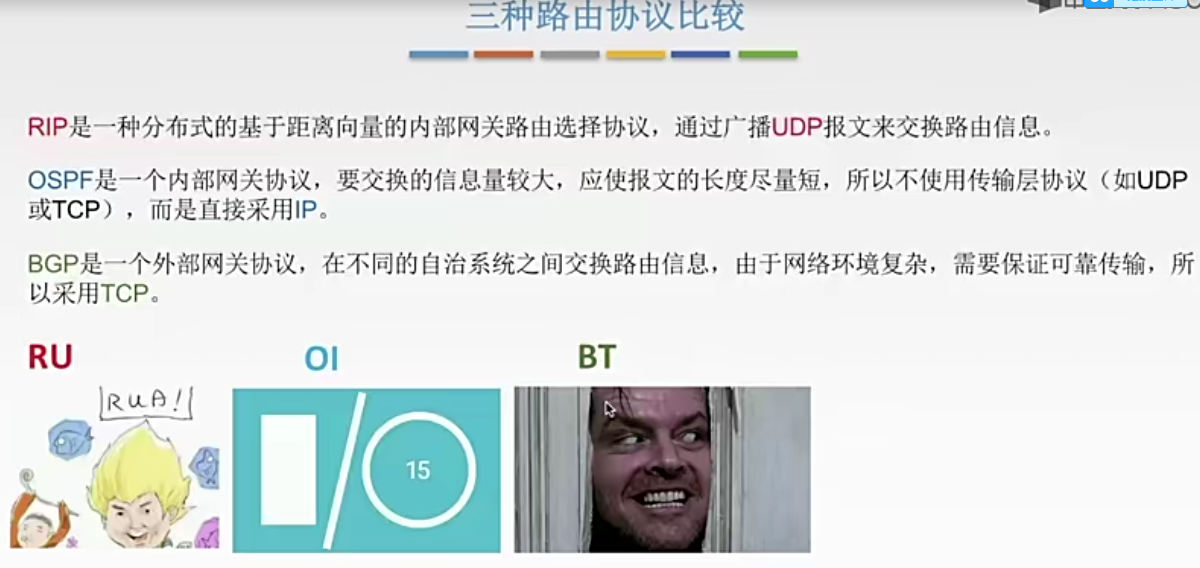 三种路由协议比较
RIP是一种分布式的基于距离向量的内部网关路由选择协议，通过广播UDP报文来交换路由信息。
OSPF是一个内部网关协议，要交换的信息量较大，应使报文的长度尽量短，所以不使用传输层协议（如UDP
或TCP），而是直接采用IP。
BGP是一个外部网关协议，在不同的自治系统之间交换路由信息，由于网络环境复杂，需要保证可靠传输，所
以采用TCP。
RU
OI
BT
RUA!
15